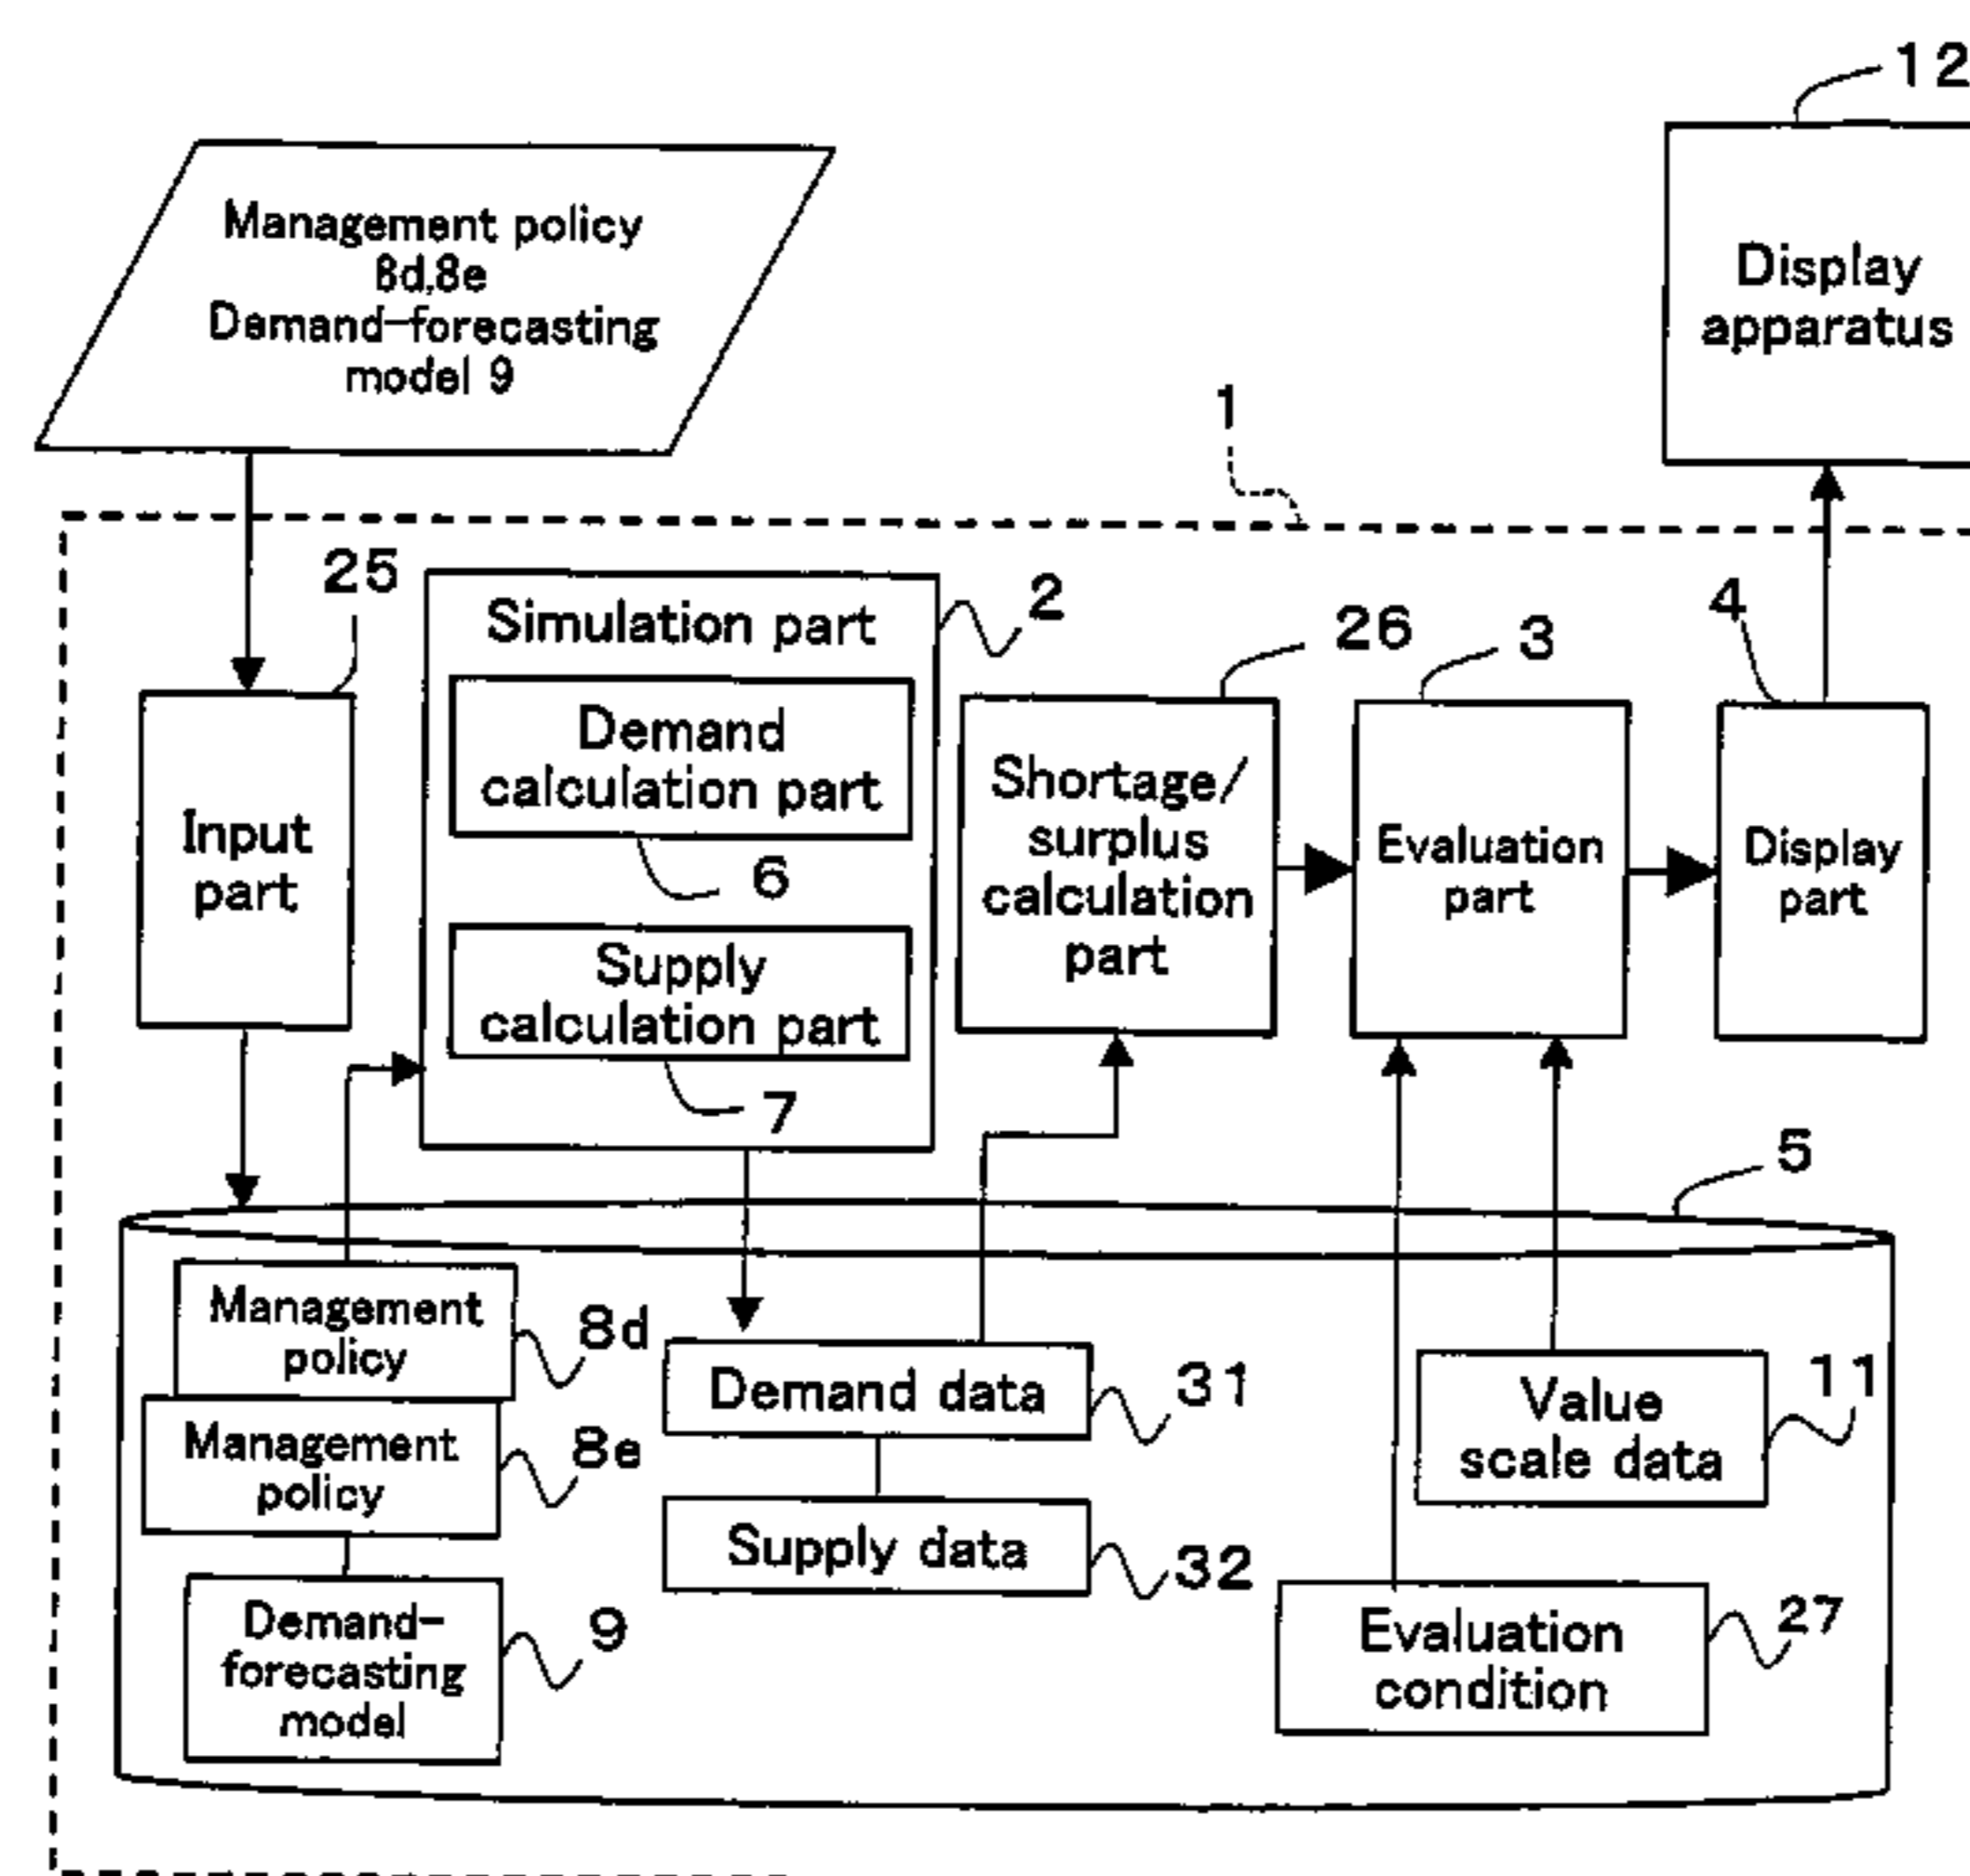 12
Management policy
8d,8e
Demand-forecasting
model 9
Display
apparatus
1
25
Simulation part
2
26
3
4
Demand
calculation part
6
Input
part
Shortage/
surplus
calculation
part
Evaluation
part
Display
part
Supply
calculation part
7
5
Management
policy
8d
Management
policy
8e
Demand-
forecasting
model
9
Demand data
31
Supply data
32
Value
scale data
11
Evaluation
condition
27